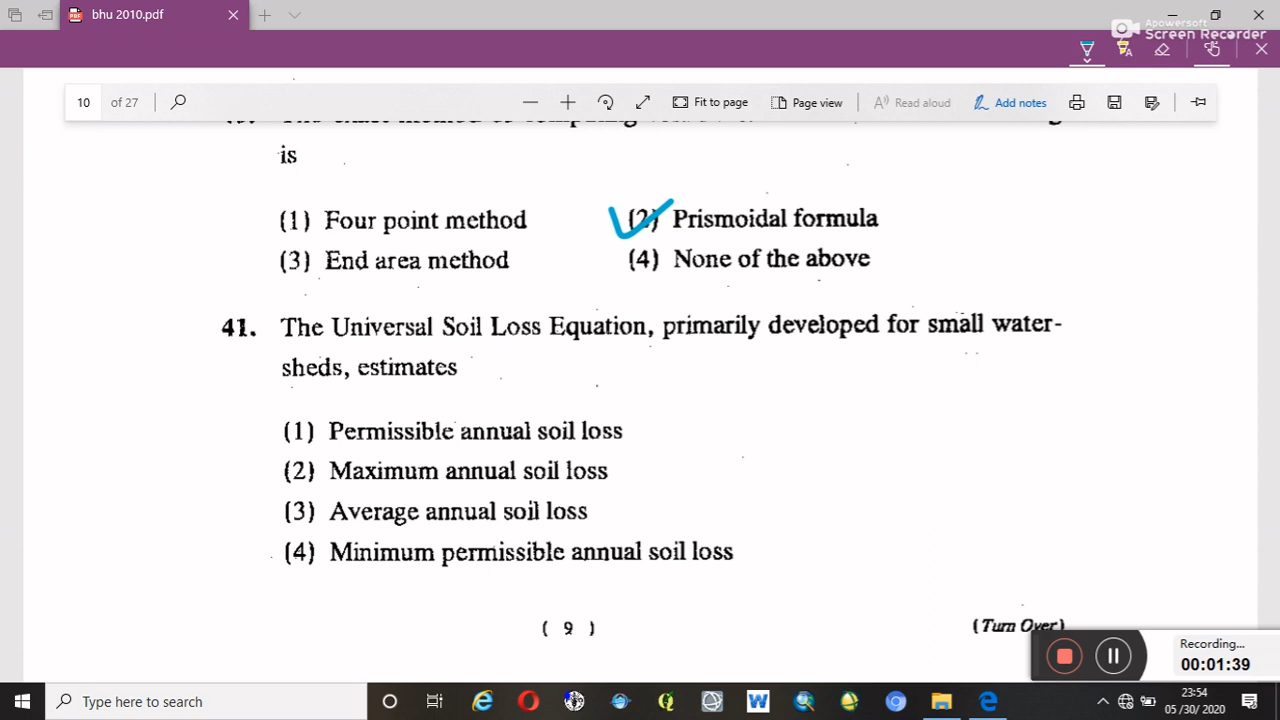 bhu 2010.pdf
Apowersoft
Screen Recorder
10 of 27
Fit to page
Page view
Read aloud
Add notes
is
(1) Four point method
(2) Prismoidal formula
(3) End area method
(4) None of the above
41. The Universal Soil Loss Equation, primarily developed for small water-
sheds, estimates
(1) Permissible annual soil loss
(2) Maximum annual soil loss
(3) Average annual soil loss
(4) Minimum permissible annual soil loss
( 9 )
(Turn Over)
Recording...
00:01:39
Type here to search
23:54
05/30/2020